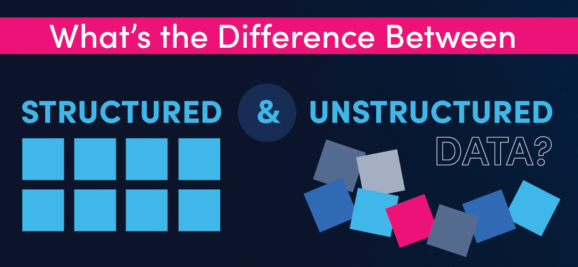 What's the Difference Between
STRUCTURED & UNSTRUCTURED
DATA?